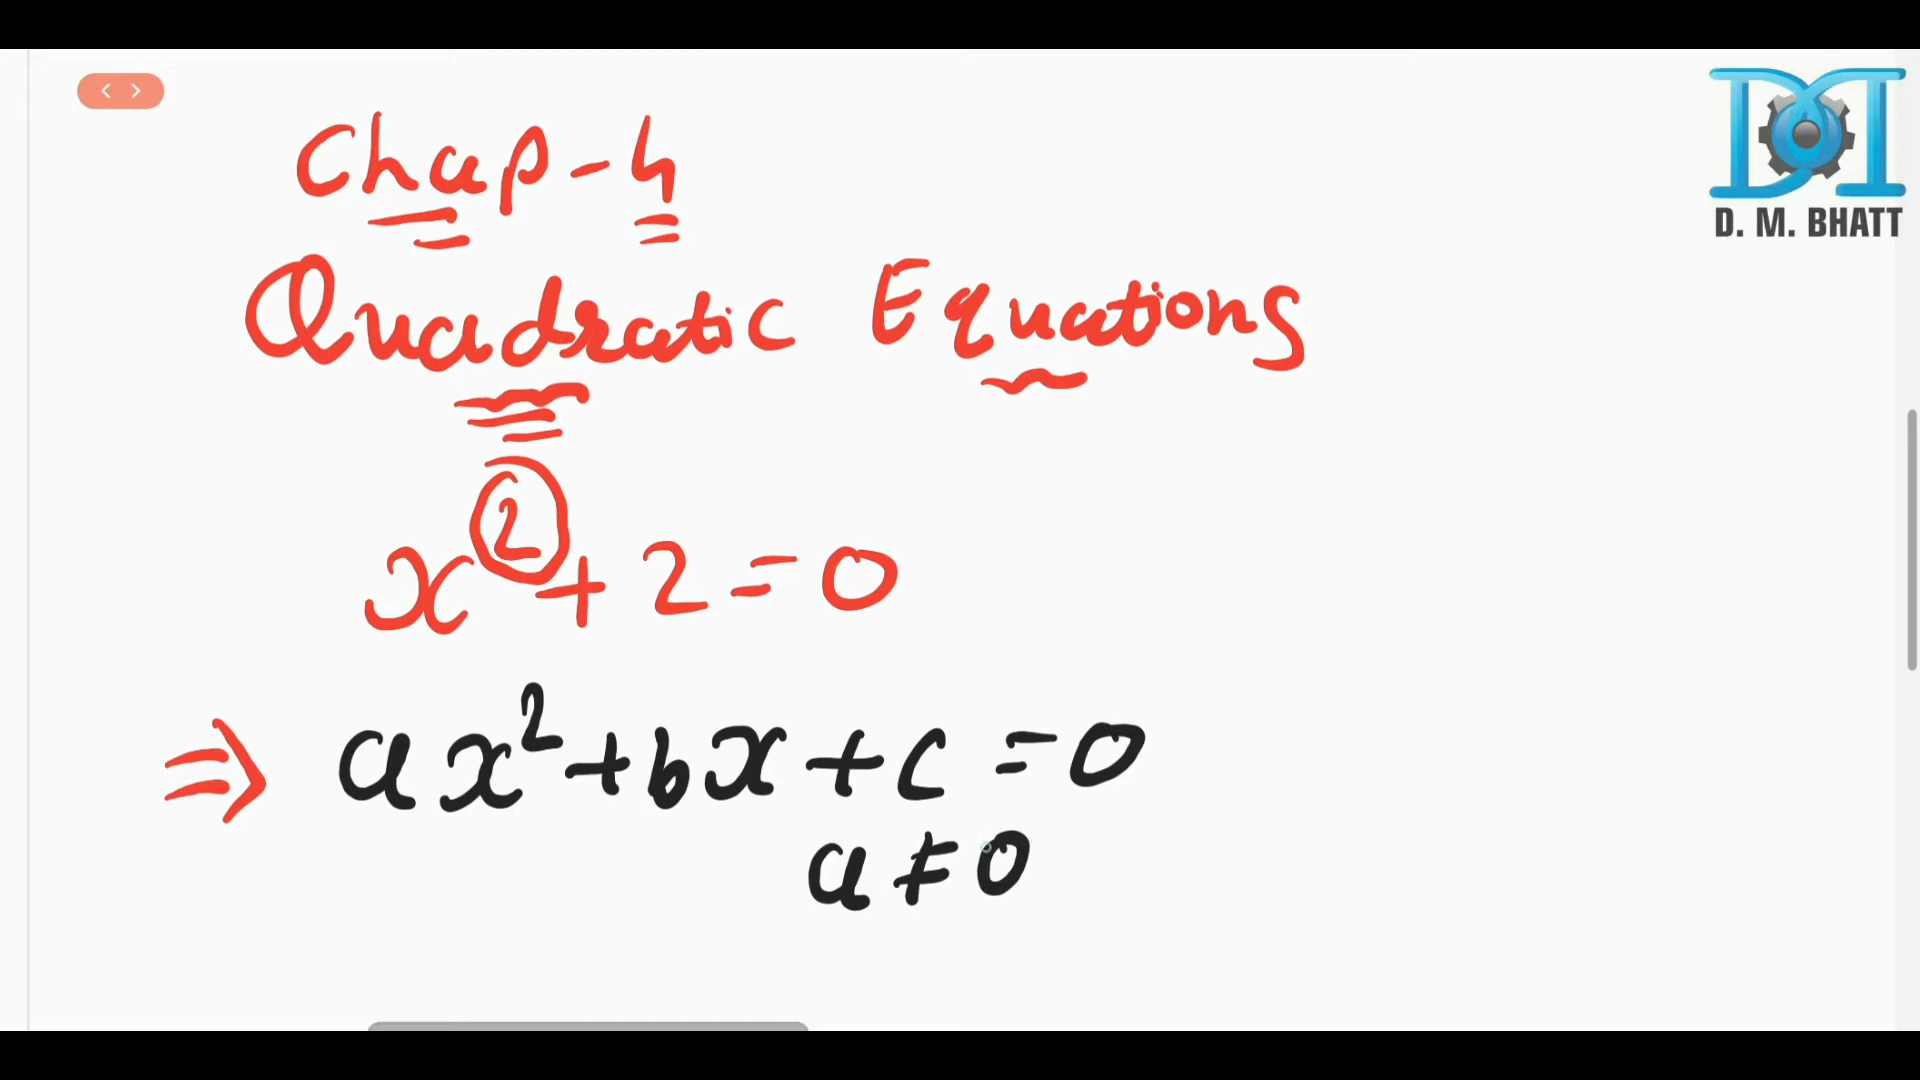 Chap-4
Quadratic Equations
x²+2=0
⇒ ax²+bx+c=0
a≠0
D. M. BHATT